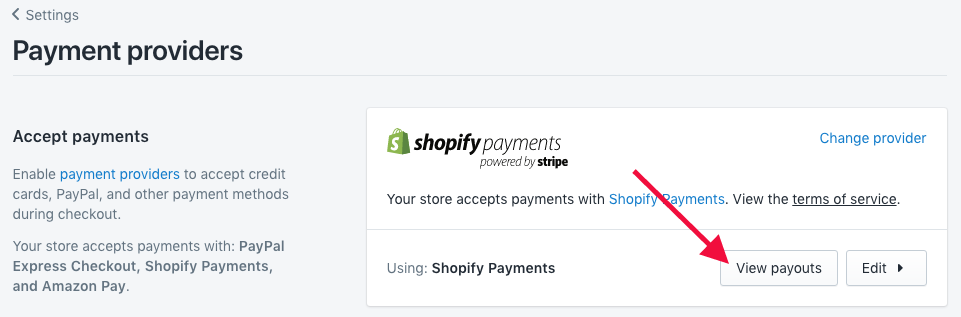 Settings
Payment providers
Accept payments
Enable payment providers to accept credit
cards, PayPal, and other payment methods
during checkout.
Your store accepts payments with: PayPal
Express Checkout, Shopify Payments,
and Amazon Pay.
shopify payments
powered by stripe
Change provider
Your store accepts payments with Shopify Payments. View the terms of service.
Using: Shopify Payments
View payouts
Edit